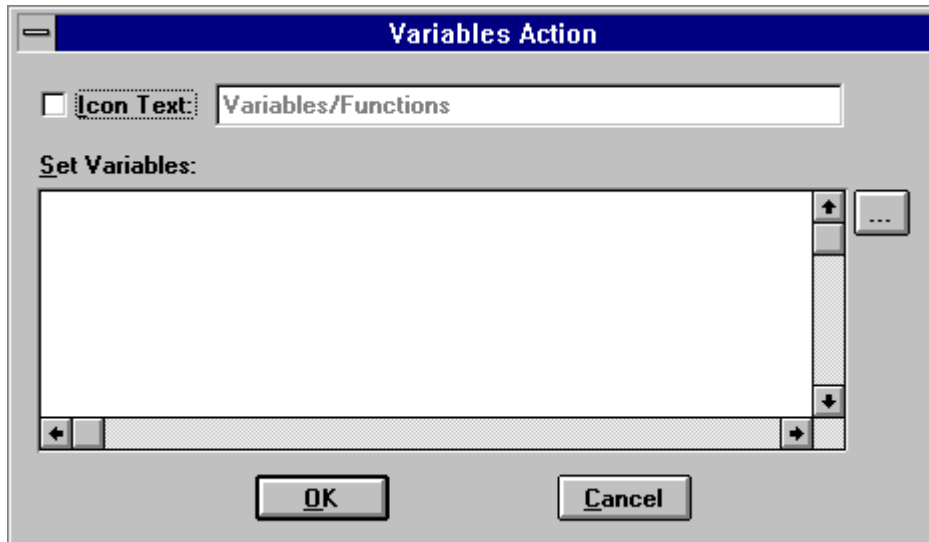 Variables Action
Icon Text: Variables/Functions
Set Variables:
...
OK Cancel